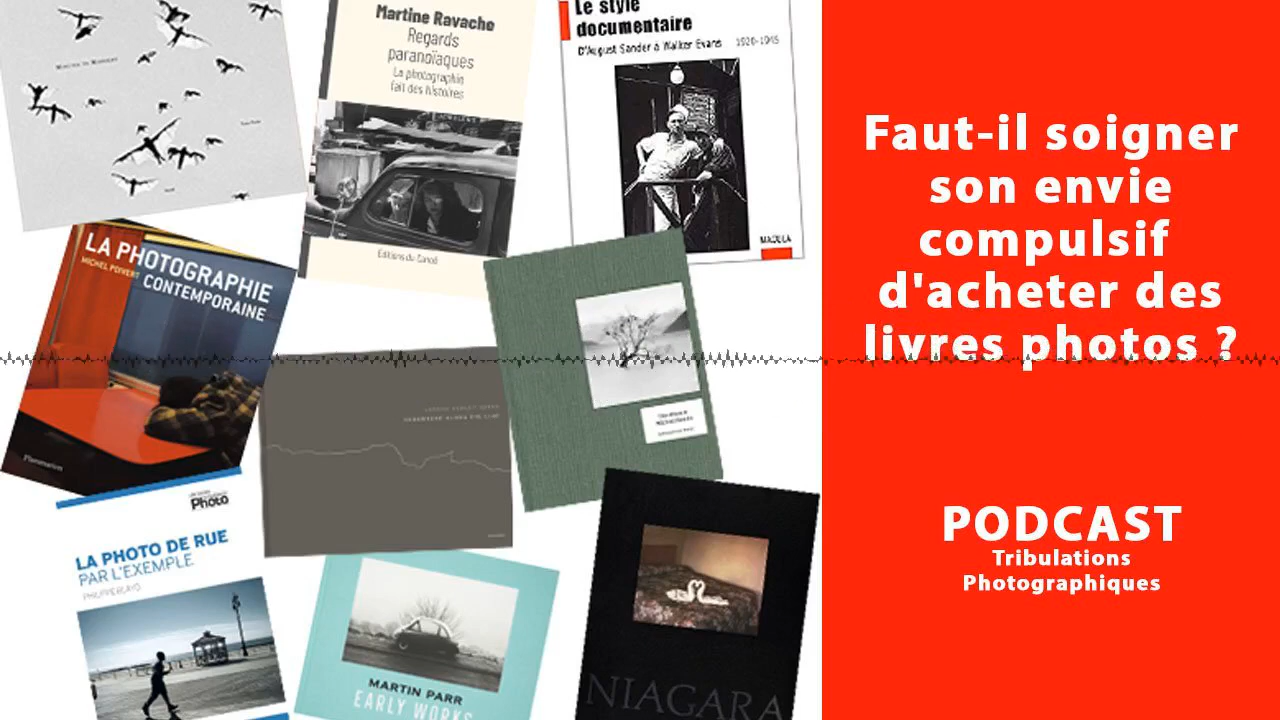 Martine Ravache
Regards
paranoïaques
La photographie
fait des histoires
Editions du Canoë
Le style
documentaire
D'August Sander à Walker Evans 1920-1945
MACULA
LA PHOTOGRAPHIE
MICHEL POIVERT CONTEMPORAINE
Flammarion
Photo
LA PHOTO DE RUE
PAR L'EXEMPLE
MARTIN PARR
EARLY WORKS
NIAGARA
Faut-il soigner
son envie
compulsif
d'acheter des
livres photos ?
PODCAST
Tribulations
Photographiques